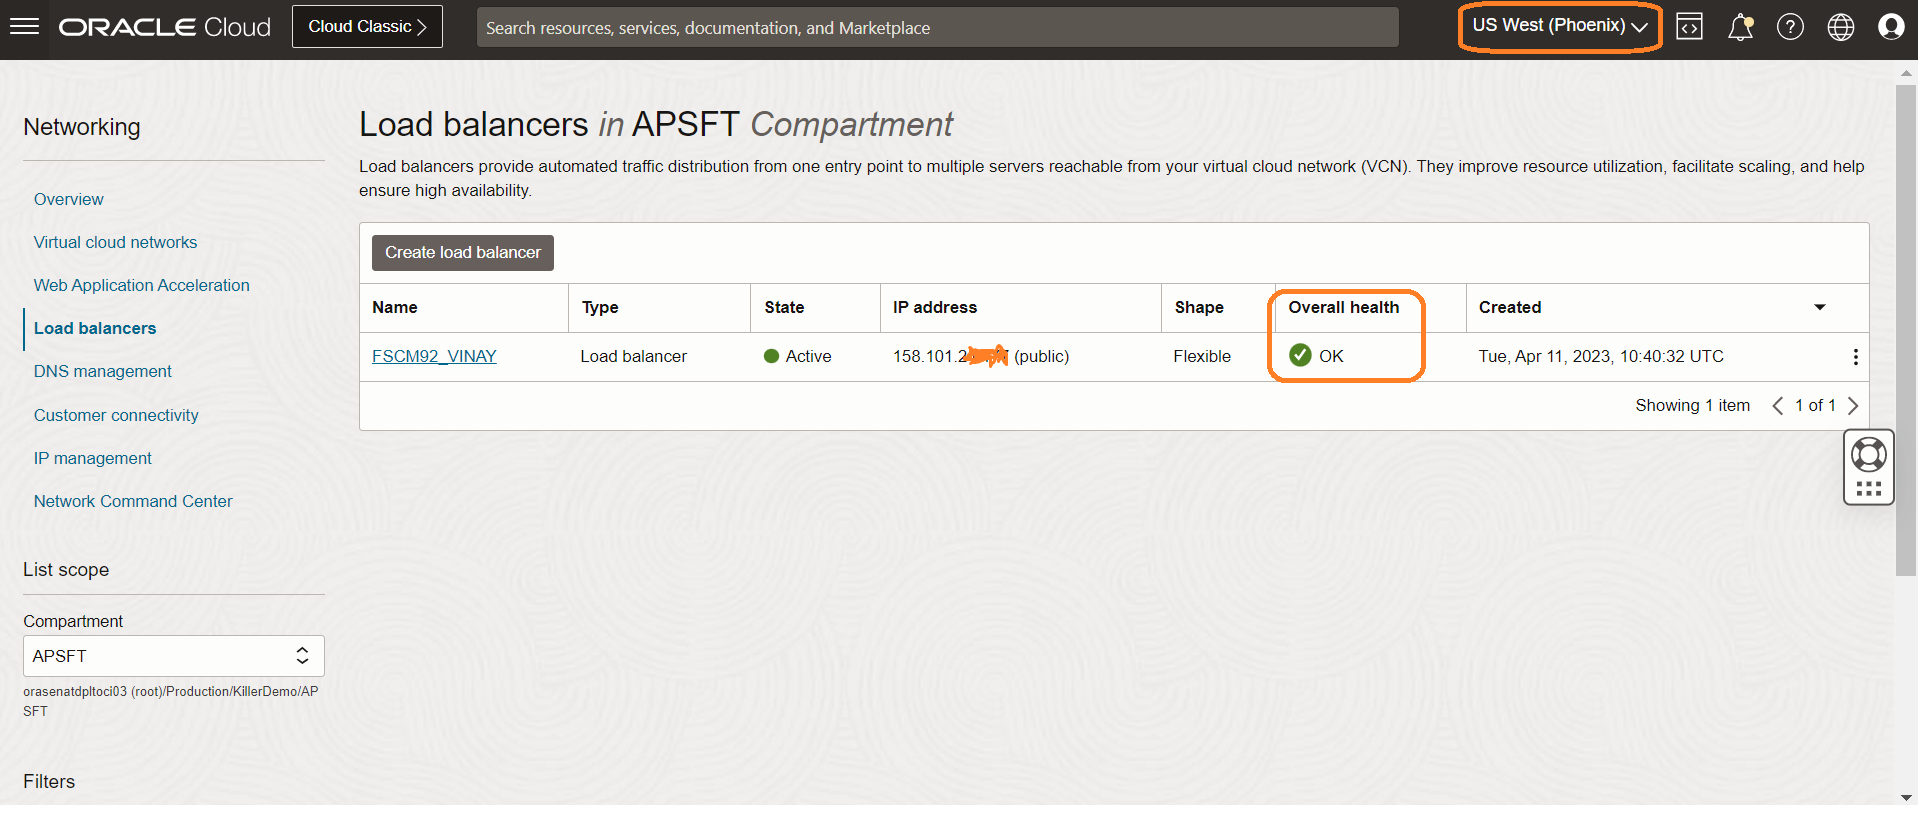 ORACLE Cloud
Cloud Classic
Search resources, services, documentation, and Marketplace
US West (Phoenix)
Networking
Overview
Virtual cloud networks
Web Application Acceleration
Load balancers
DNS management
Customer connectivity
IP management
Network Command Center
List scope
Compartment
APSFT
orasenatdpltoci03 (root)/Production/KillerDemo/AP
SFT
Filters
Load balancers in APSFT Compartment
Load balancers provide automated traffic distribution from one entry point to multiple servers reachable from your virtual cloud network (VCN). They improve resource utilization, facilitate scaling, and help
ensure high availability.
Create load balancer
Name Type State IP address Shape Overall health Created
FSCM92_VINAY Load balancer Active 158.101.2 (public) Flexible OK Tue, Apr 11, 2023, 10:40:32 UTC
Showing 1 item 1 of 1